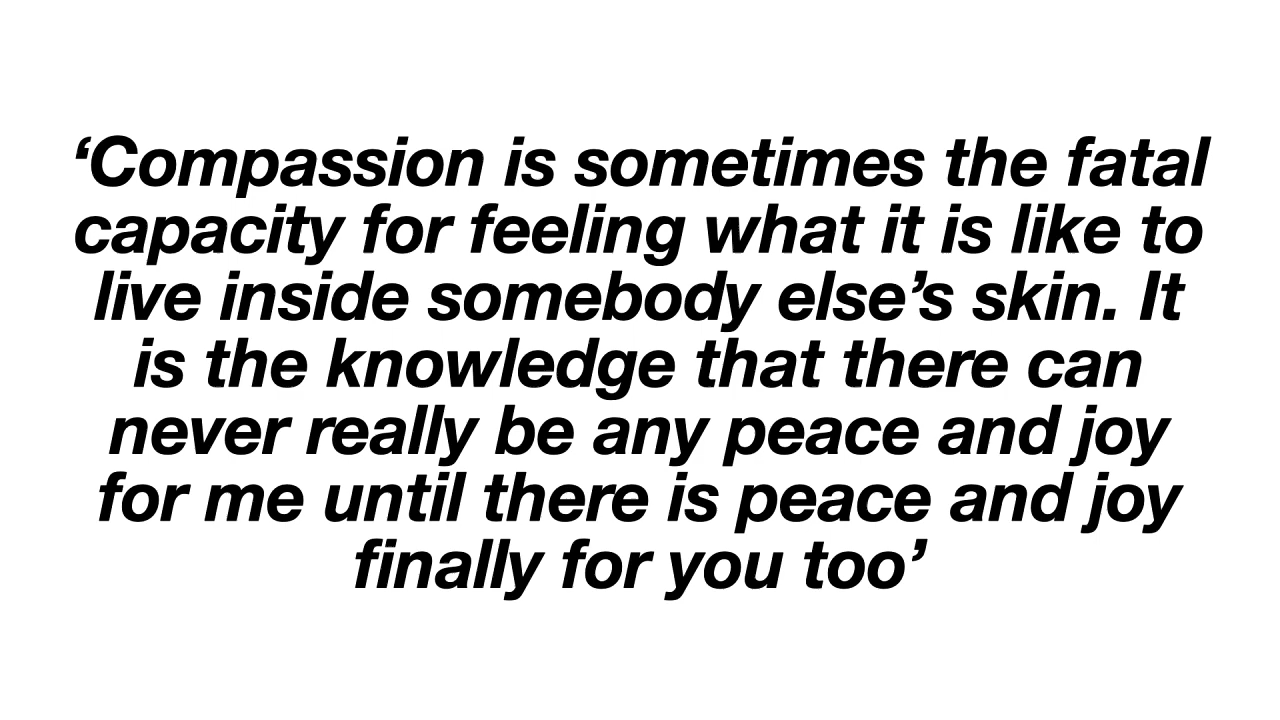 ‘Compassion is sometimes the fatal
capacity for feeling what it is like to
live inside somebody else’s skin. It
is the knowledge that there can
never really be any peace and joy
for me until there is peace and joy
finally for you too’